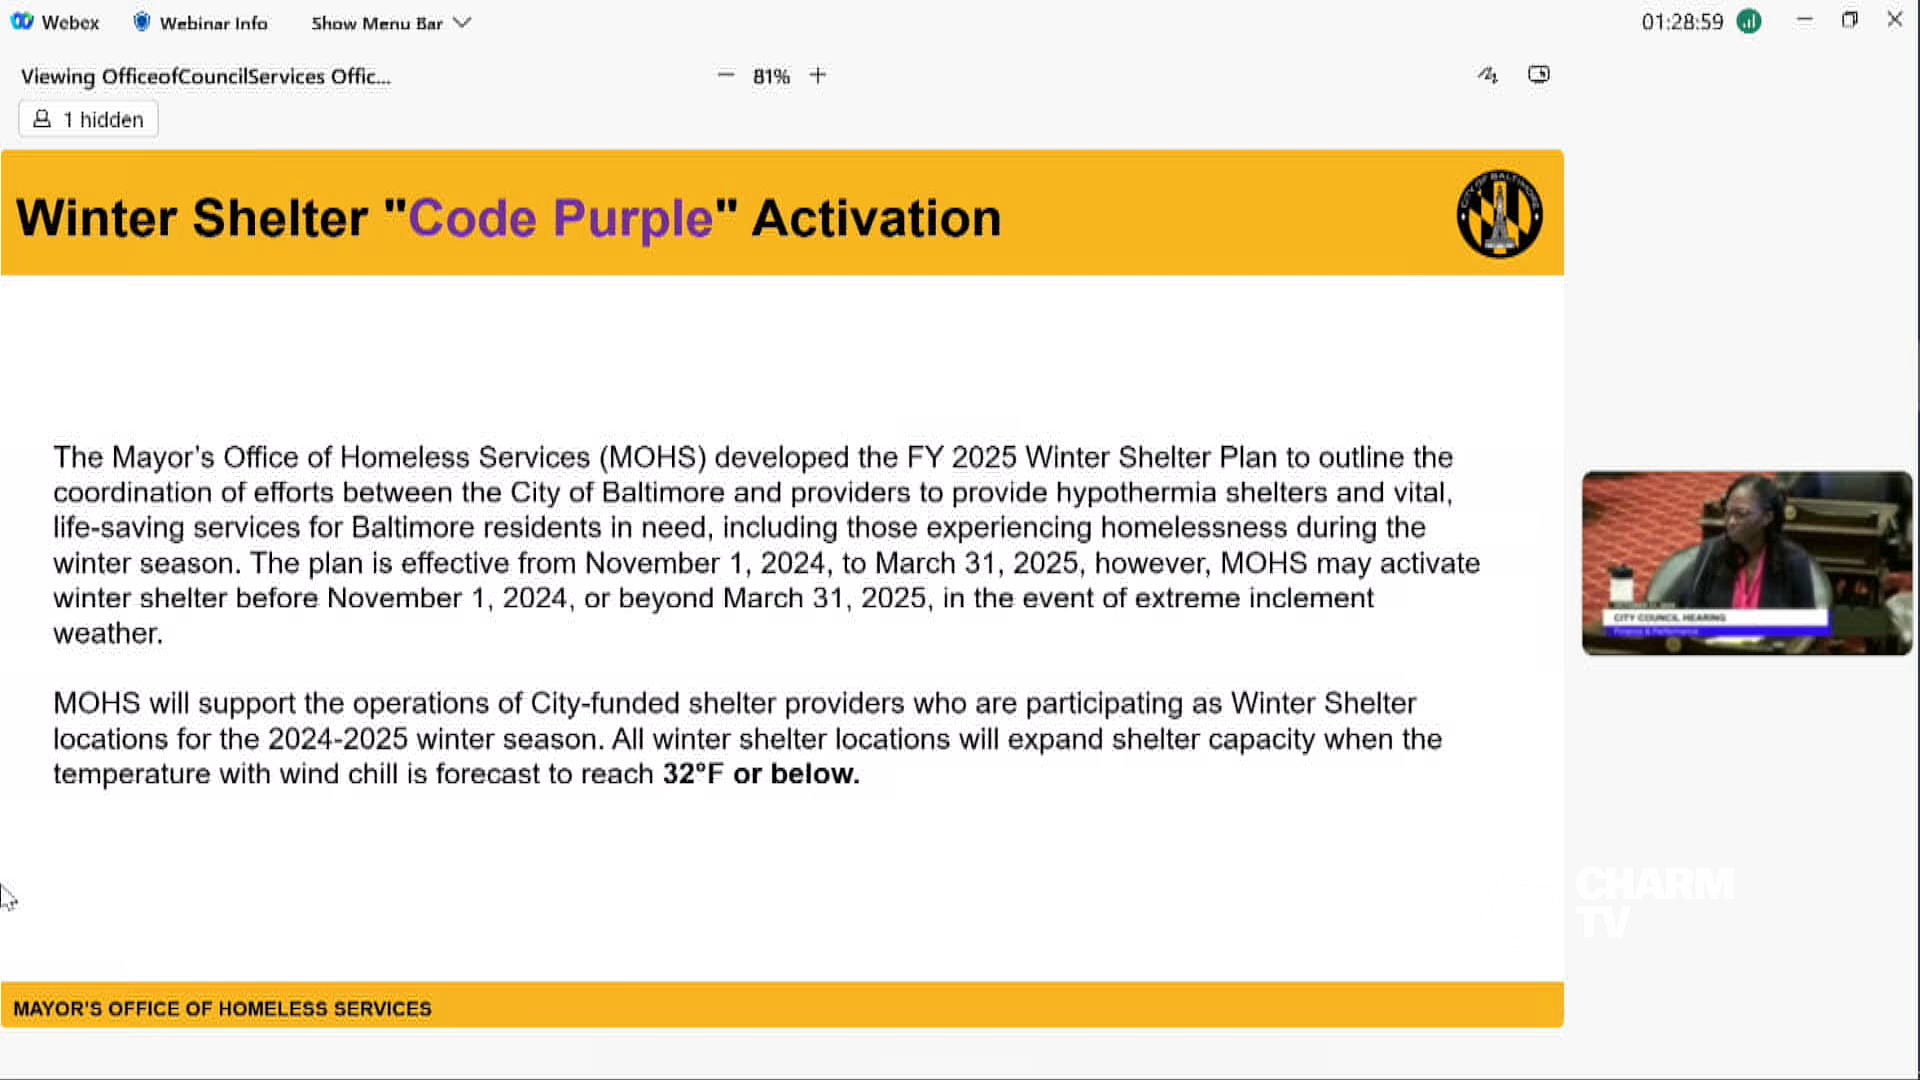 Webex
Webinar Info
Show Menu Bar
01:28:59
Viewing OfficeofCouncilServices Offic...
81%
1 hidden
Winter Shelter "Code Purple" Activation
CITY OF BALTIMORE
The Mayor's Office of Homeless Services (MOHS) developed the FY 2025 Winter Shelter Plan to outline the
coordination of efforts between the City of Baltimore and providers to provide hypothermia shelters and vital,
life-saving services for Baltimore residents in need, including those experiencing homelessness during the
winter season. The plan is effective from November 1, 2024, to March 31, 2025, however, MOHS may activate
winter shelter before November 1, 2024, or beyond March 31, 2025, in the event of extreme inclement
weather.
MOHS will support the operations of City-funded shelter providers who are participating as Winter Shelter
locations for the 2024-2025 winter season. All winter shelter locations will expand shelter capacity when the
temperature with wind chill is forecast to reach 32°F or below.
CITY COUNCIL HEARING
Finance & Performance
CHARM
TV
MAYOR'S OFFICE OF HOMELESS SERVICES